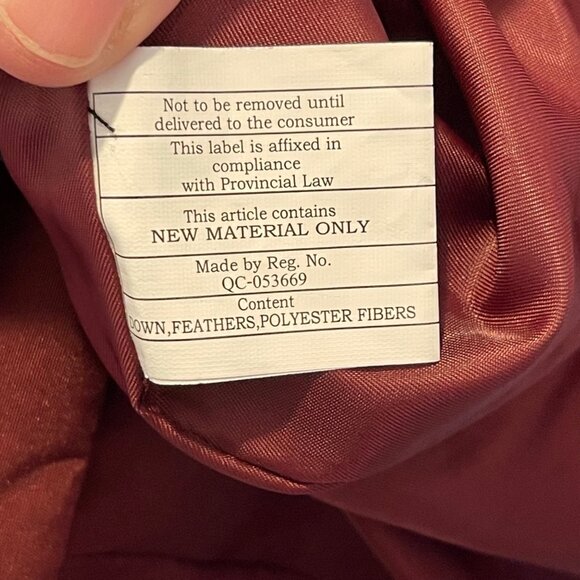 Not to be removed until
delivered to the consumer
This label is affixed in
compliance
with Provincial Law
This article contains
NEW MATERIAL ONLY
Made by Reg. No.
QC-053669
Content
DOWN,FEATHERS,POLYESTER FIBERS